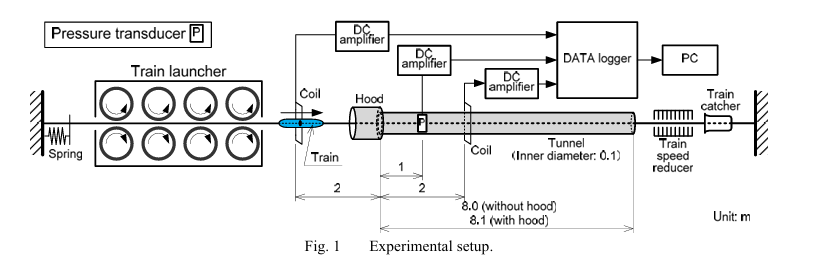 Pressure transducer P
DC
amplifier
DC
amplifier
DATA logger
PC
DC
amplifier
Train launcher
Coil
Hood
Train
catcher
P
Spring
Train
Coil
Tunnel
(Inner diameter: 0.1)
Train
speed
reducer
1
2
2
8.0 (without hood)
8.1 (with hood)
Unit: m
Fig. 1 Experimental setup.